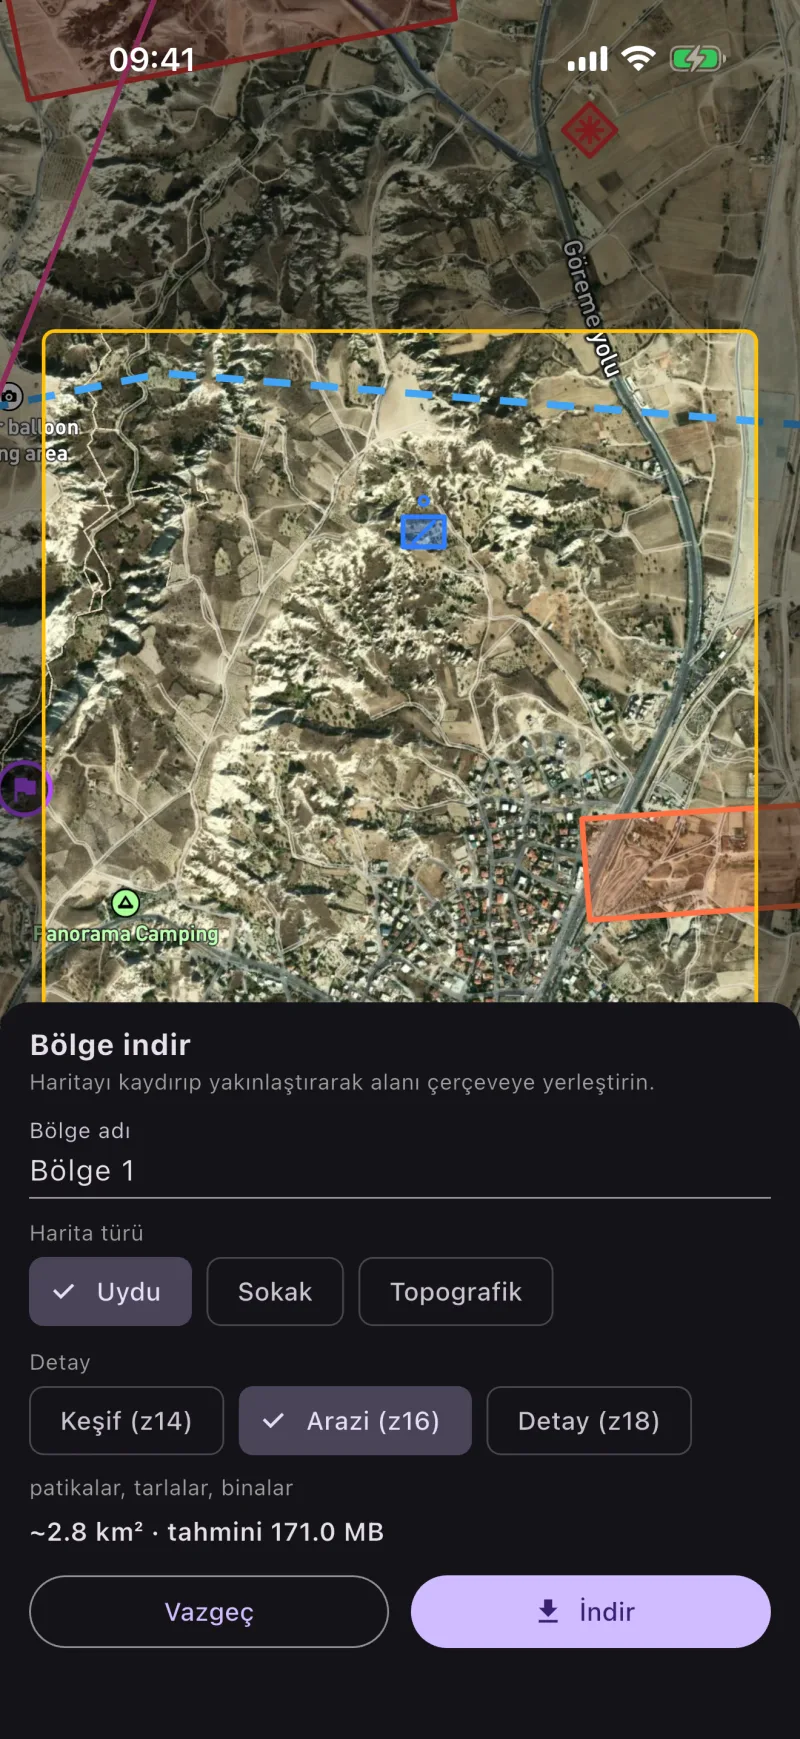 09:41
Göreme yolu
balloon
ng area
Panorama Camping
Bölge indir
Haritayı kaydırıp yakınlaştırarak alanı çerçeveye yerleştirin.
Bölge adı
Bölge 1
Harita türü
Uydu
Sokak
Topografik
Detay
Keşif (z14)
Arazi (z16)
Detay (z18)
patikalar, tarlalar, binalar
~2.8 km² · tahmini 171.0 MB
Vazgeç
İndir